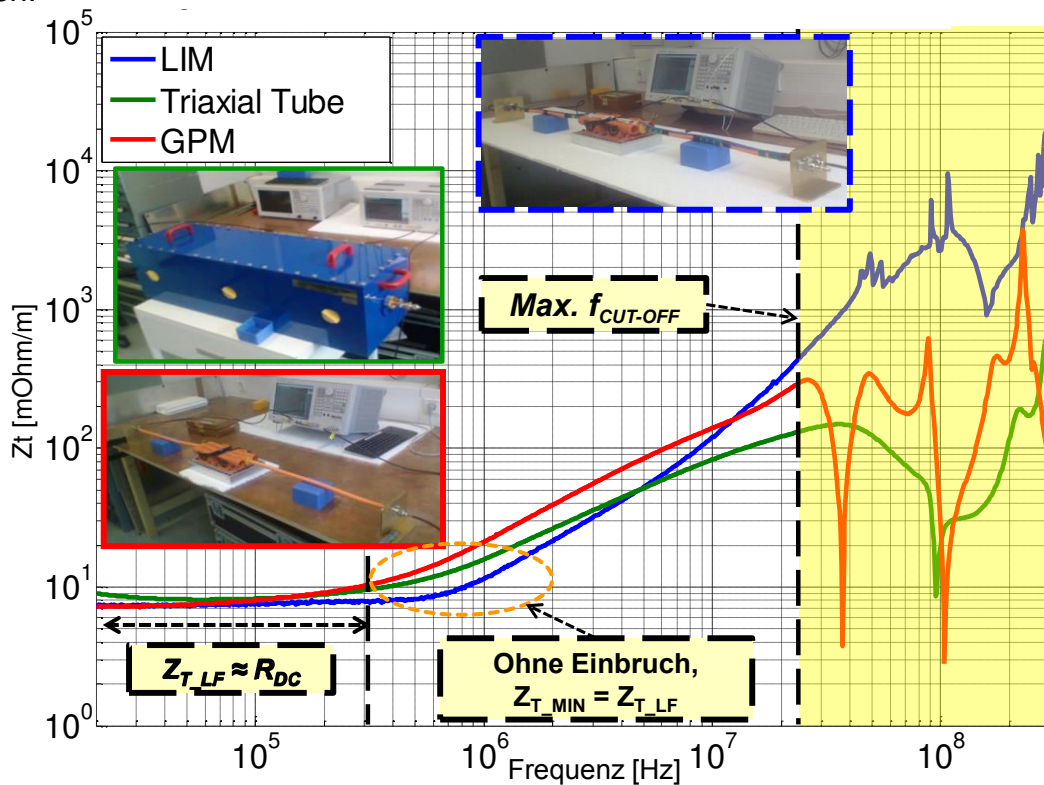 LIM
Triaxial Tube
GPM
Max. f_CUT-OFF
Z_T_LF ≈ R_DC
Ohne Einbruch,
Z_T_MIN = Z_T_LF
Zt [mOhm/m]
10^5
10^4
10^3
10^2
10^1
10^0
10^5
10^6
10^7
10^8
Frequenz [Hz]